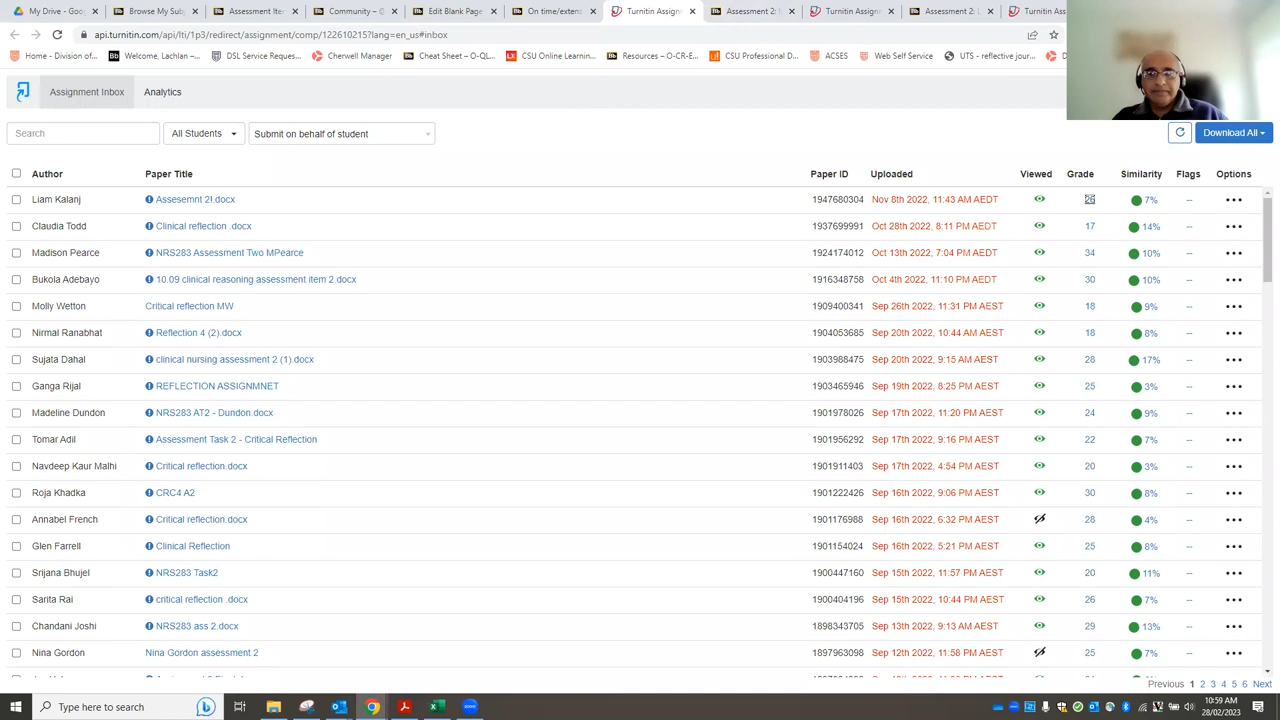 My Drive - Goog
Browse My Subj
Assessment Iter
Community – ©
Edit Blank Page
On time/extens
Turnitin Assignm
Assessment 2:
Turnitin Assignm
Assessment 2: 
Turnitin Assign
api.turnitin.com/api/lti/1p3/redirect/assignment/comp/122610215?lang=en_us#inbox
Home - Division of...
Welcome, Lachlan –...
DSL Service Reques...
Cherwell Manager
Cheat Sheet – O-QL...
CSU Online Learnin...
Resources – O-CR-E...
CSU Professional D...
ACSES
Web Self Service
UTS - reflective jour...
Assignment Inbox Analytics
Search All Students Submit on behalf of student Download All
Author Paper Title Paper ID Uploaded Viewed Grade Similarity Flags Options
Liam Kalanj Assesemnt 2!.docx 1947680304 Nov 8th 2022, 11:43 AM AEDT 26 7% --
Claudia Todd Clinical reflection .docx 1937699991 Oct 28th 2022, 8:11 PM AEDT 17 14% --
Madison Pearce NRS283 Assessment Two MPearce 1924174012 Oct 13th 2022, 7:04 PM AEDT 34 10% --
Bukola Adebayo 10.09 clinical reasoning assessment item 2.docx 1916348758 Oct 4th 2022, 11:10 PM AEDT 30 10% --
Molly Wetton Critical reflection MW 1909400341 Sep 26th 2022, 11:31 PM AEST 18 9% --
Nirmal Ranabhat Reflection 4 (2).docx 1904053685 Sep 20th 2022, 10:44 AM AEST 18 8% --
Sujata Dahal clinical nursing assessment 2 (1).docx 1903988475 Sep 20th 2022, 9:15 AM AEST 28 17% --
Ganga Rijal REFLECTION ASSIGNMNET 1903465946 Sep 19th 2022, 8:25 PM AEST 25 3% --
Madeline Dundon NRS283 AT2 - Dundon.docx 1901978026 Sep 17th 2022, 11:20 PM AEST 24 9% --
Tomar Adil Assessment Task 2 - Critical Reflection 1901956292 Sep 17th 2022, 9:16 PM AEST 22 7% --
Navdeep Kaur Malhi Critical reflection.docx 1901911403 Sep 17th 2022, 4:54 PM AEST 20 3% --
Roja Khadka CRC4 A2 1901222426 Sep 16th 2022, 9:06 PM AEST 30 8% --
Annabel French Critical reflection.docx 1901176988 Sep 16th 2022, 6:32 PM AEST 28 4% --
Glen Farrell Clinical Reflection 1901154024 Sep 16th 2022, 5:21 PM AEST 25 8% --
Srijana Bhujel NRS283 Task2 1900447160 Sep 15th 2022, 11:57 PM AEST 20 11% --
Sarita Rai critical reflection .docx 1900404196 Sep 15th 2022, 10:44 PM AEST 26 7% --
Chandani Joshi NRS283 ass 2.docx 1898343705 Sep 13th 2022, 9:13 AM AEST 29 13% --
Nina Gordon Nina Gordon assessment 2 1897963098 Sep 12th 2022, 11:58 PM AEST 25 7% --
Previous 1 2 3 4 5 6 Next
Type here to search
10:59 AM
28/02/2023